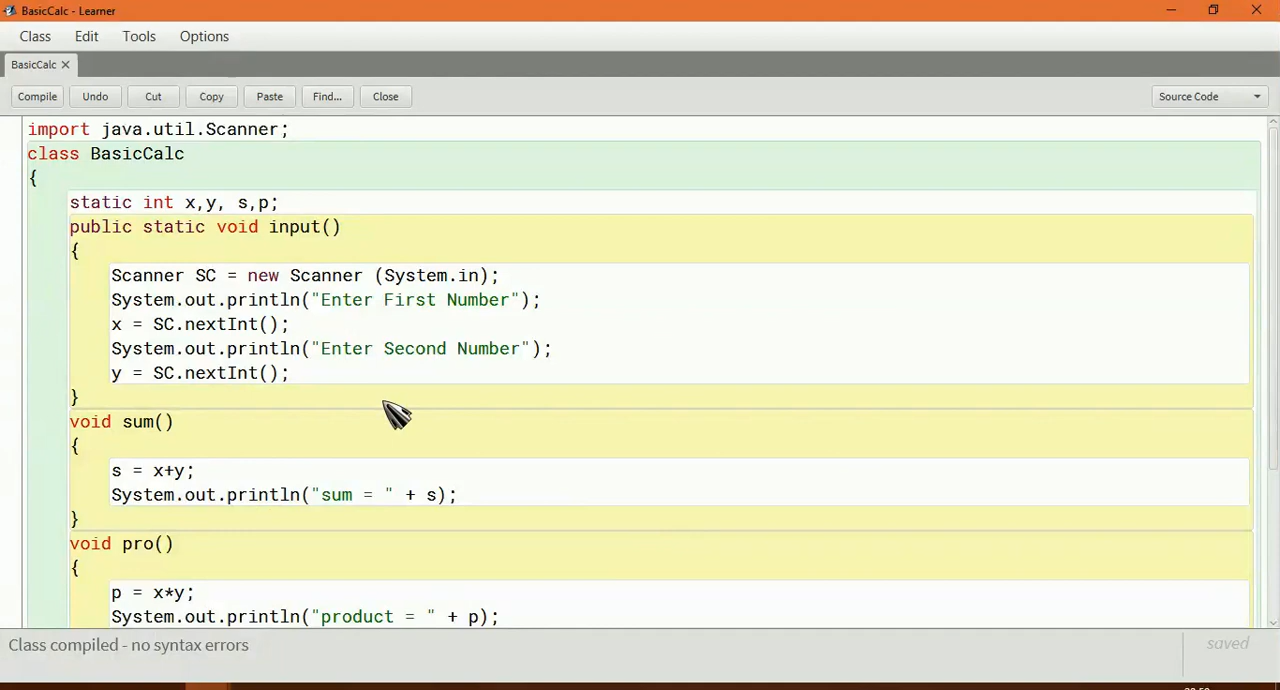 BasicCalc - Learner
Class Edit Tools Options
BasicCalc
Compile Undo Cut Copy Paste Find... Close Source Code
import java.util.Scanner;
class BasicCalc
{
static int x,y, s,p;
public static void input()
{
Scanner SC = new Scanner (System.in);
System.out.println("Enter First Number");
x = SC.nextInt();
System.out.println("Enter Second Number");
y = SC.nextInt();
}
void sum()
{
s = x+y;
System.out.println("sum = " + s);
}
void pro()
{
p = x*y;
System.out.println("product = " + p);
Class compiled - no syntax errors
saved